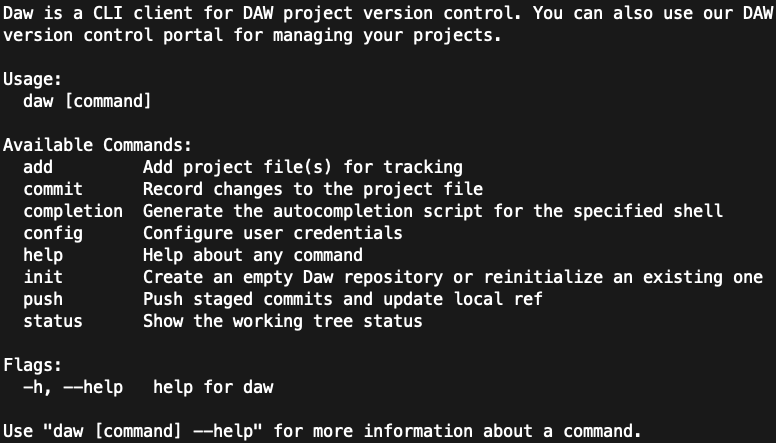 Daw is a CLI client for DAW project version control. You can also use our DAW
version control portal for managing your projects.

Usage:
  daw [command]

Available Commands:
  add         Add project file(s) for tracking
  commit      Record changes to the project file
  completion  Generate the autocompletion script for the specified shell
  config      Configure user credentials
  help        Help about any command
  init        Create an empty Daw repository or reinitialize an existing one
  push        Push staged commits and update local ref
  status      Show the working tree status

Flags:
  -h, --help   help for daw

Use "daw [command] --help" for more information about a command.